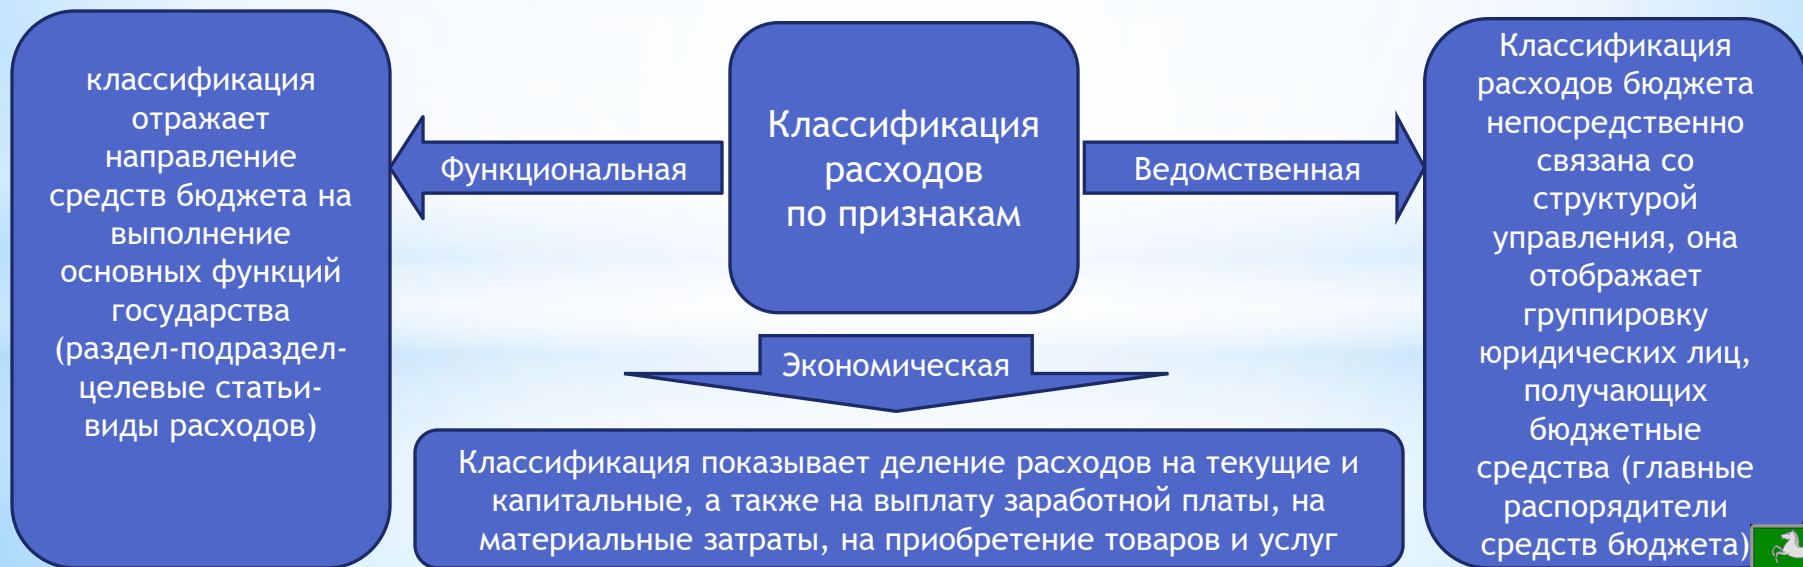 классификация
отражает
направление
средств бюджета на
выполнение
основных функций
государства
(раздел-подраздел-
целевые статьи-
виды расходов)
Функциональная
Классификация
расходов
по признакам
Ведомственная
Классификация
расходов бюджета
непосредственно
связана со
структурой
управления, она
отображает
группировку
юридических лиц,
получающих
бюджетные
средства (главные
распорядители
средств бюджета)
Экономическая
Классификация показывает деление расходов на текущие и
капитальные, а также на выплату заработной платы, на
материальные затраты, на приобретение товаров и услуг